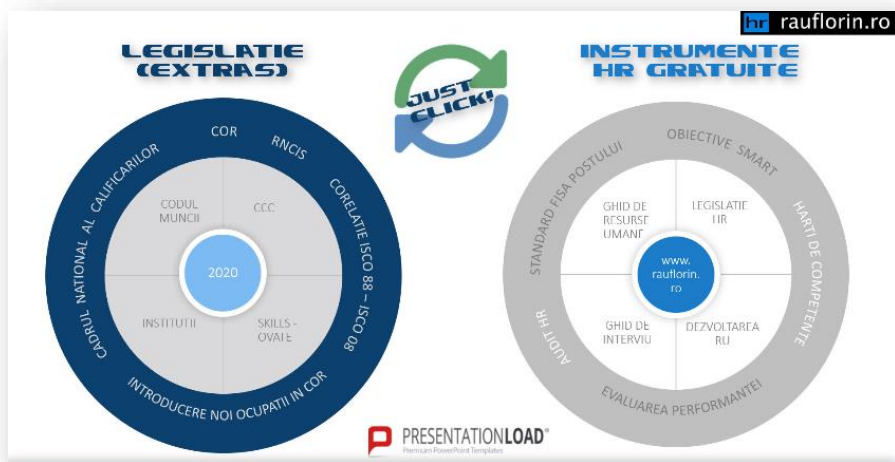 hr rauflorin.ro
LEGISLATIE
(EXTRAS)
JUST
CLICK!
INSTRUMENTE
HR GRATUITE
CADRUL NATIONAL AL CALIFICARILOR
COR
RNCIS
CORELATIE ISCO 88 – ISCO 08
INTRODUCERE NOI OCUPATII IN COR
CODUL
MUNCII
CCC
2020
INSTITUTII
SKILLS -
OVATE
STANDARD FISA POSTULUI
OBIECTIVE SMART
HARTI DE COMPETENTE
EVALUAREA PERFORMANTEI
AUDIT HR
GHID DE
RESURSE
UMANE
LEGISLATIE
HR
www.
rauflorin.
ro
GHID DE
INTERVIU
DEZVOLTAREA
RU
PRESENTATIONLOAD®
Premium PowerPoint Templates